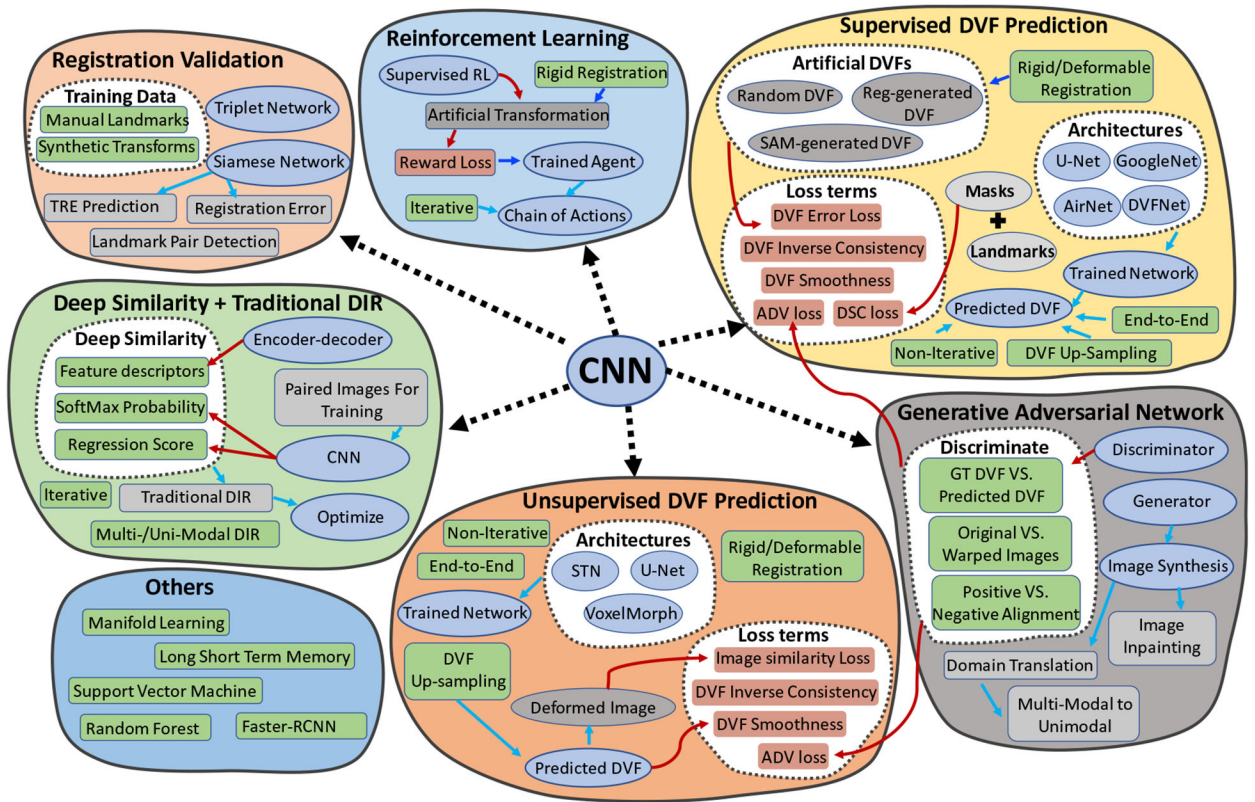 Registration Validation
Training Data
Manual Landmarks
Synthetic Transforms
Triplet Network
Siamese Network
TRE Prediction
Registration Error
Landmark Pair Detection
Reinforcement Learning
Supervised RL
Rigid Registration
Artificial Transformation
Reward Loss
Trained Agent
Iterative
Chain of Actions
Supervised DVF Prediction
Artificial DVFs
Random DVF
Reg-generated
DVF
SAM-generated DVF
Rigid/Deformable
Registration
Architectures
U-Net
GoogleNet
AirNet
DVFNet
Loss terms
DVF Error Loss
DVF Inverse Consistency
DVF Smoothness
ADV loss
DSC loss
Masks
+
Landmarks
Trained Network
Predicted DVF
End-to-End
Non-Iterative
DVF Up-Sampling
Deep Similarity + Traditional DIR
Deep Similarity
Feature descriptors
SoftMax Probability
Regression Score
Encoder-decoder
Paired Images For
Training
CNN
Iterative
Traditional DIR
Optimize
Multi-/Uni-Modal DIR
CNN
Generative Adversarial Network
Discriminate
GT DVF VS.
Predicted DVF
Original VS.
Warped Images
Positive VS.
Negative Alignment
Discriminator
Generator
Image Synthesis
Image
Inpainting
Domain Translation
Multi-Modal to
Unimodal
Unsupervised DVF Prediction
Non-Iterative
End-to-End
Trained Network
Architectures
STN
U-Net
VoxelMorph
Rigid/Deformable
Registration
DVF
Up-sampling
Deformed Image
Predicted DVF
Loss terms
Image similarity Loss
DVF Inverse Consistency
DVF Smoothness
ADV loss
Others
Manifold Learning
Long Short Term Memory
Support Vector Machine
Random Forest
Faster-RCNN